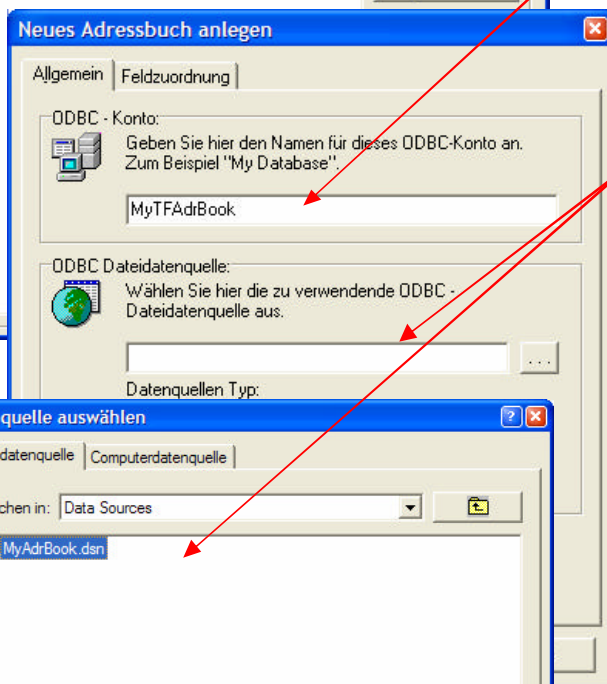 Neues Adressbuch anlegen
Allgemein Feldzuordnung
ODBC - Konto:
Geben Sie hier den Namen für dieses ODBC-Konto an.
Zum Beispiel "My Database".
MyTFAdrBook
ODBC Dateidatenquelle:
Wählen Sie hier die zu verwendende ODBC -
Dateidatenquelle aus.
...
Datenquellen Typ:
quelle auswählen
datenquelle Computerdatenquelle
chen in: Data Sources
MyAdrBook.dsn